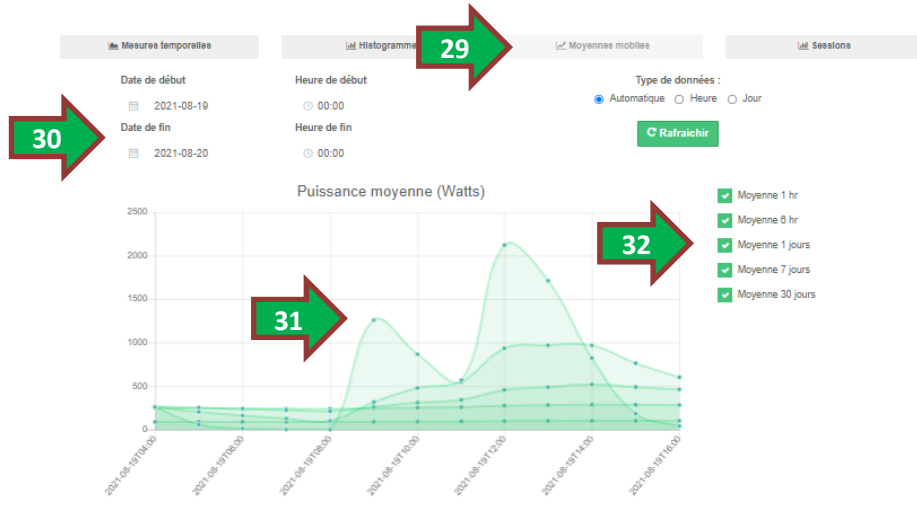 Mesures temporelles
Histogramme
29
Moyennes mobiles
Sessions
Date de début
Heure de début
Type de données :
2021-08-19
00:00
Automatique
Heure
Jour
30
Date de fin
Heure de fin
Rafraichir
2021-08-20
00:00
Puissance moyenne (Watts)
Moyenne 1 hr
Moyenne 6 hr
32
Moyenne 1 jours
Moyenne 7 jours
Moyenne 30 jours
31
2500
2000
1500
1000
500
0
2021-08-19T04:00
2021-08-19T06:00
2021-08-19T08:00
2021-08-19T10:00
2021-08-19T12:00
2021-08-19T14:00
2021-08-19T16:00